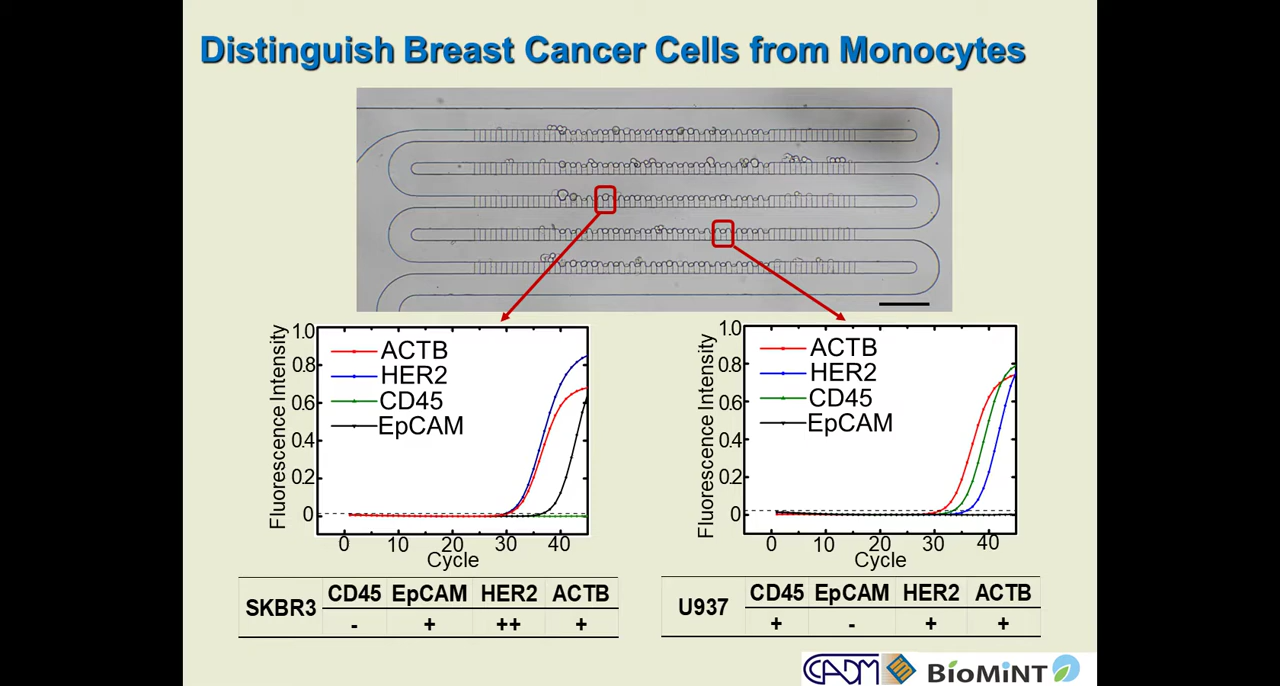 Distinguish Breast Cancer Cells from Monocytes
Fluorescence Intensity
1.0
0.8
0.6
0.4
0.2
0
ACTB
HER2
CD45
EpCAM
0 10 20 30 40
Cycle
Fluorescence Intensity
1.0
0.8
0.6
0.4
0.2
0
ACTB
HER2
CD45
EpCAM
0 10 20 30 40
Cycle
SKBR3 CD45 EpCAM HER2 ACTB
- + ++ +
U937 CD45 EpCAM HER2 ACTB
+ - + +
CADM BioMiNT